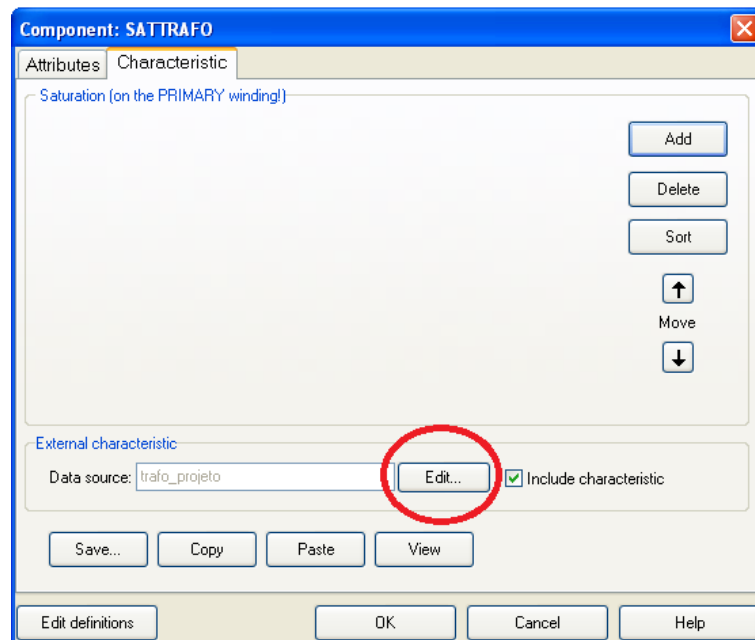 Component: SATTRAFO
Attributes Characteristic
Saturation (on the PRIMARY winding!)
Add
Delete
Sort
Move
External characteristic
Data source: trafo_projeto Edit... Include characteristic
Save... Copy Paste View
Edit definitions OK Cancel Help